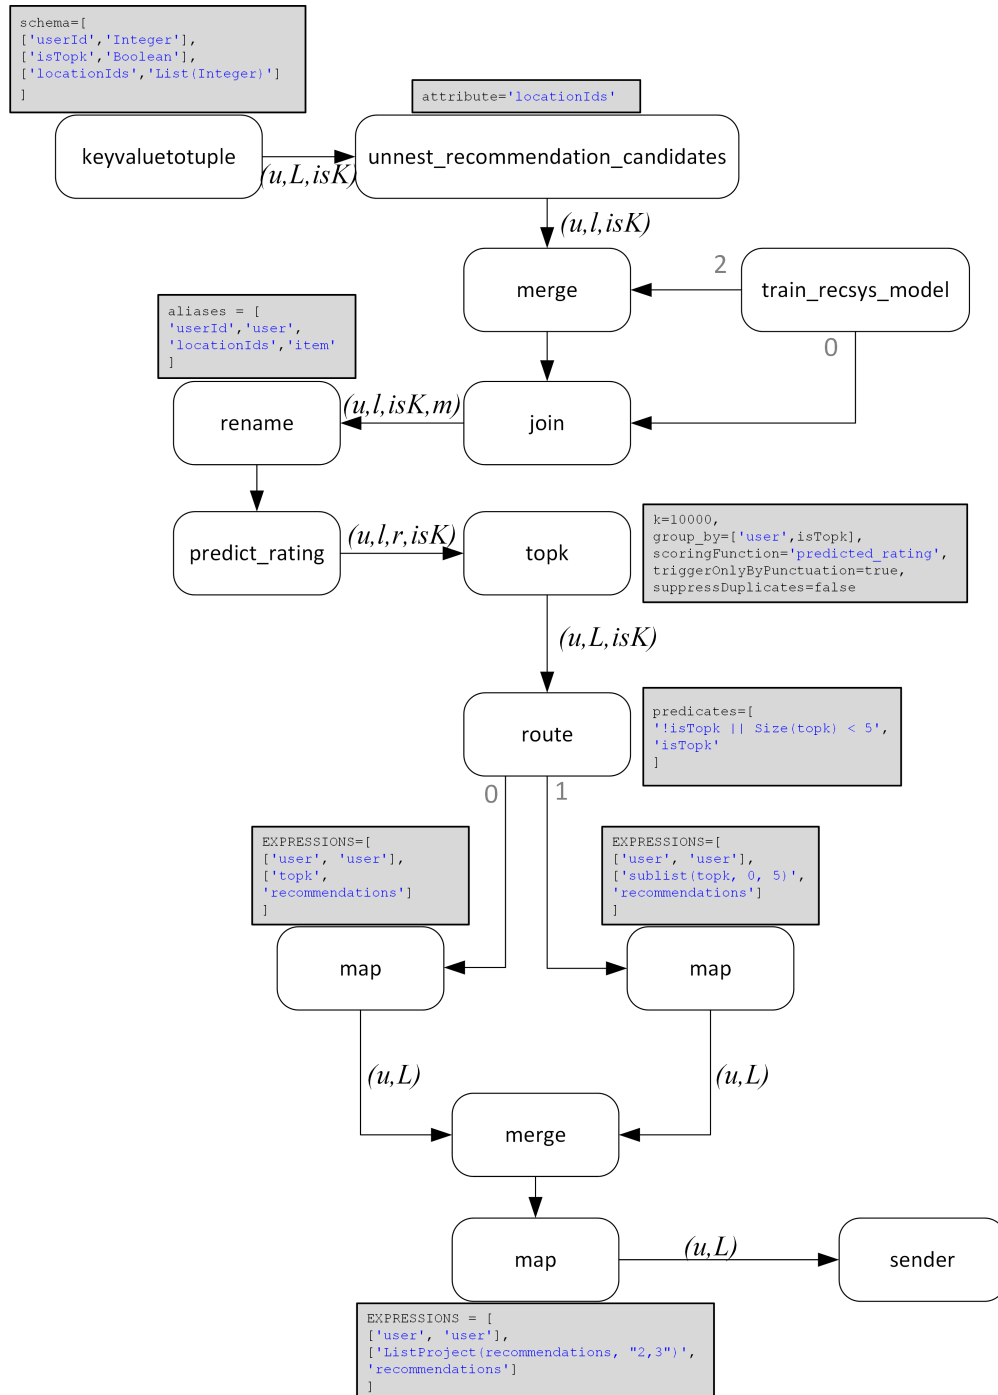 schema=[
['userId','Integer'],
['isTopk','Boolean'],
['locationIds','List(Integer)']
]
attribute='locationIds'
keyvaluetotuple
(u,L,isK)
unnest_recommendation_candidates
(u,l,isK)
merge
2
train_recsys_model
0
aliases = [
'userId','user',
'locationIds','item'
]
rename
(u,l,isK,m)
join
predict_rating
(u,l,r,isK)
topk
k=10000,
group_by=['user',isTopk],
scoringFunction='predicted_rating',
triggerOnlyByPunctuation=true,
suppressDuplicates=false
(u,L,isK)
route
predicates=[
'!isTopk || Size(topk) < 5',
'isTopk'
]
0
1
EXPRESSIONS=[
['user', 'user'],
['topk',
'recommendations']
]
EXPRESSIONS=[
['user', 'user'],
['sublist(topk, 0, 5)',
'recommendations']
]
map
map
(u,L)
(u,L)
merge
map
(u,L)
sender
EXPRESSIONS = [
['user', 'user'],
['ListProject(recommendations, "2,3")',
'recommendations']
]